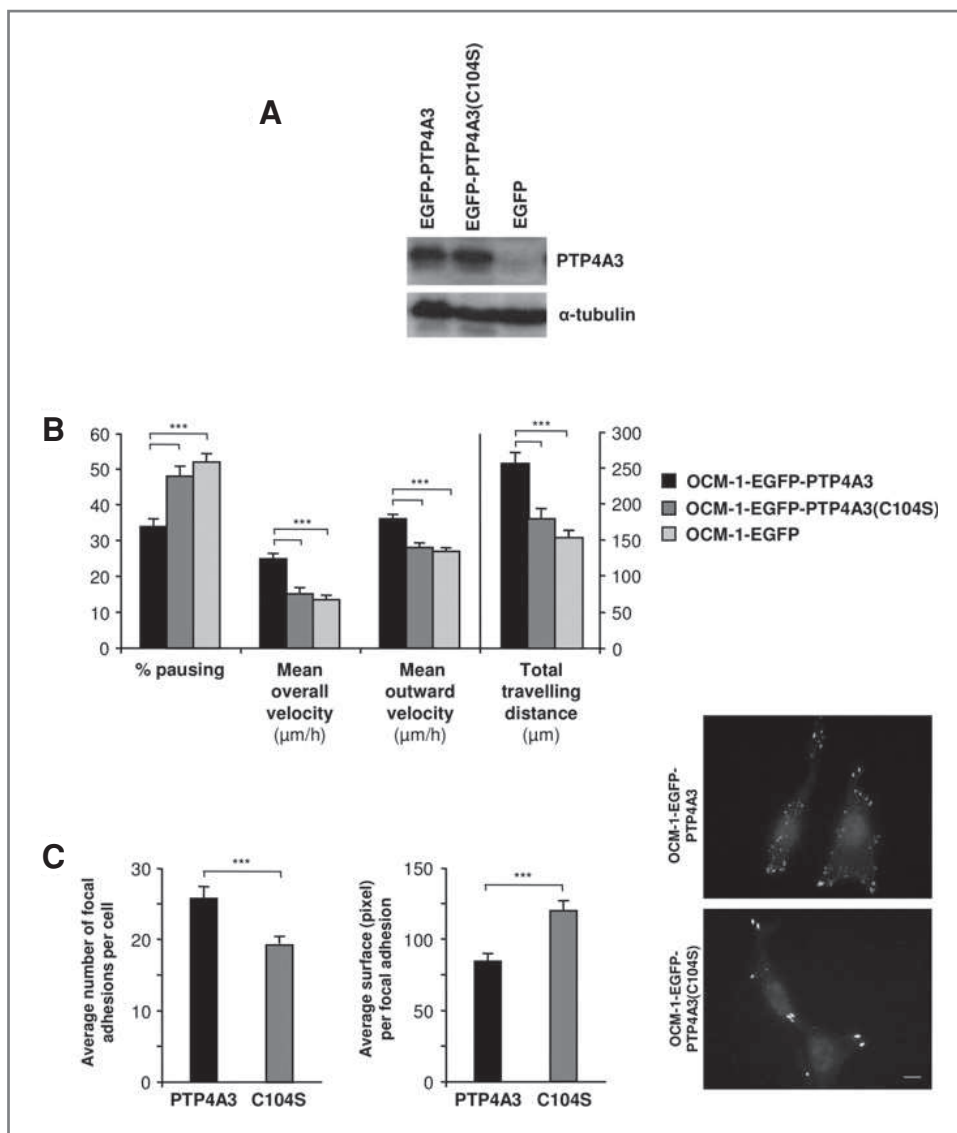 A
EGFP-PTP4A3
EGFP-PTP4A3(C104S)
EGFP
PTP4A3
α-tubulin
B
60
50
40
30
20
10
0
***
***
***
***
300
250
200
150
100
50
0
% pausing
Mean
overall
velocity
(µm/h)
Mean
outward
velocity
(µm/h)
Total
travelling
distance
(µm)
OCM-1-EGFP-PTP4A3
OCM-1-EGFP-PTP4A3(C104S)
OCM-1-EGFP
C
Average number of focal
adhesions per cell
30
20
10
0
***
PTP4A3
C104S
Average surface (pixel)
per focal adhesion
150
100
50
0
***
PTP4A3
C104S
OCM-1-EGFP-
PTP4A3
OCM-1-EGFP-
PTP4A3(C104S)